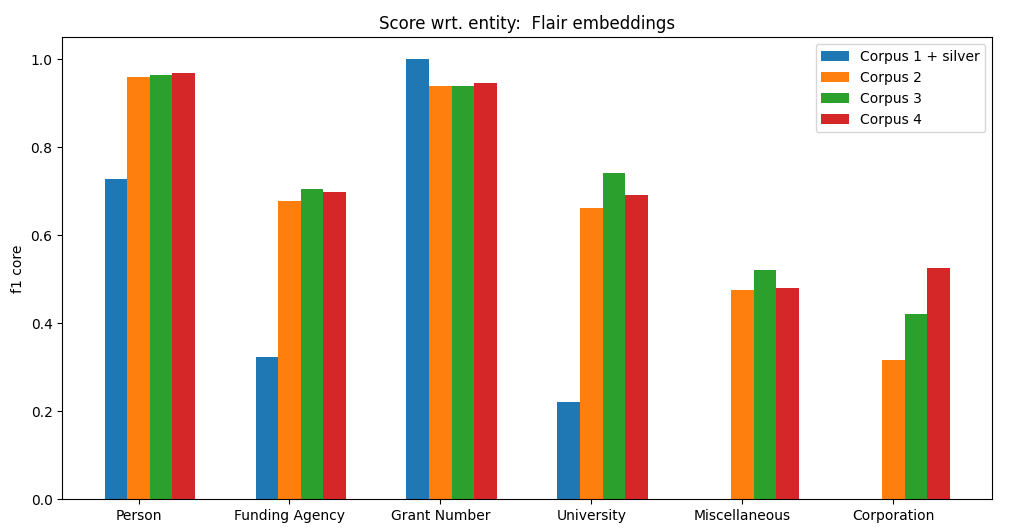 Score wrt. entity:  Flair embeddings
f1 core
1.0
0.8
0.6
0.4
0.2
0.0
Corpus 1 + silver
Corpus 2
Corpus 3
Corpus 4
Person
Funding Agency
Grant Number
University
Miscellaneous
Corporation